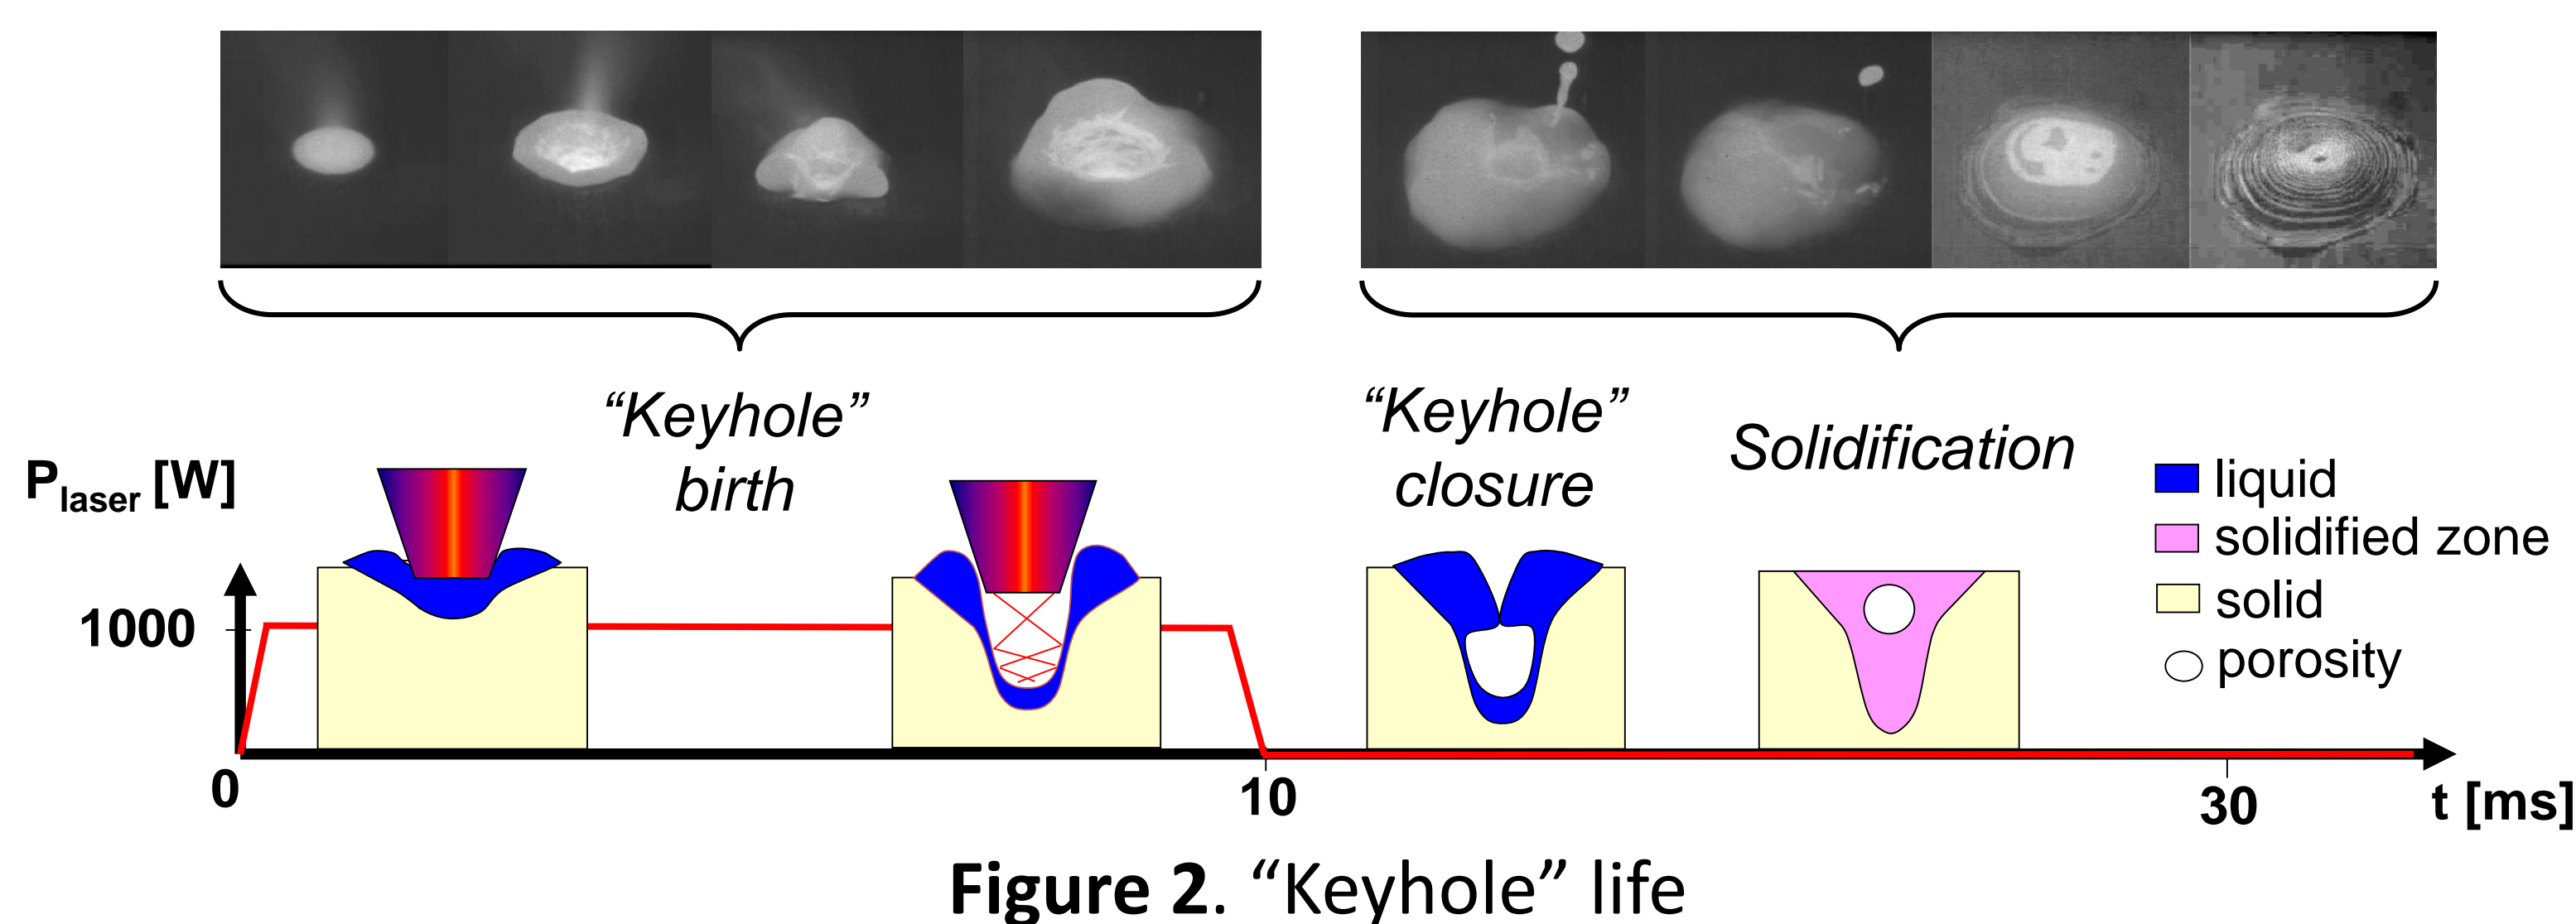 “Keyhole”
birth
“Keyhole”
closure
Solidification
Plaser [W]
liquid
solidified zone
solid
porosity
1000
0
10
30
t [ms]
Figure 2. “Keyhole” life